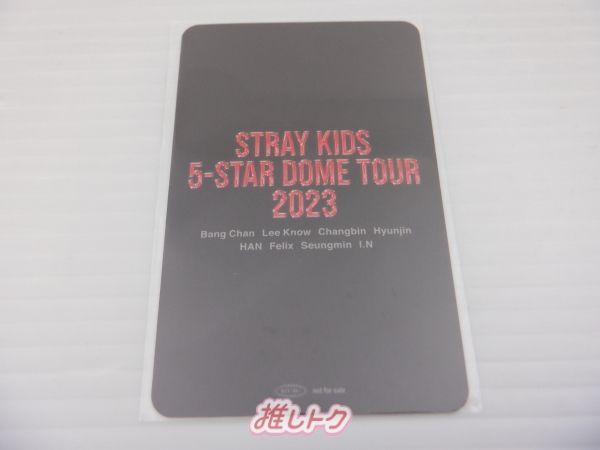 STRAY KIDS
5-STAR DOME TOUR
2023
Bang Chan Lee Know Changbin Hyunjin
HAN Felix Seungmin I.N
not for sale
推しトク